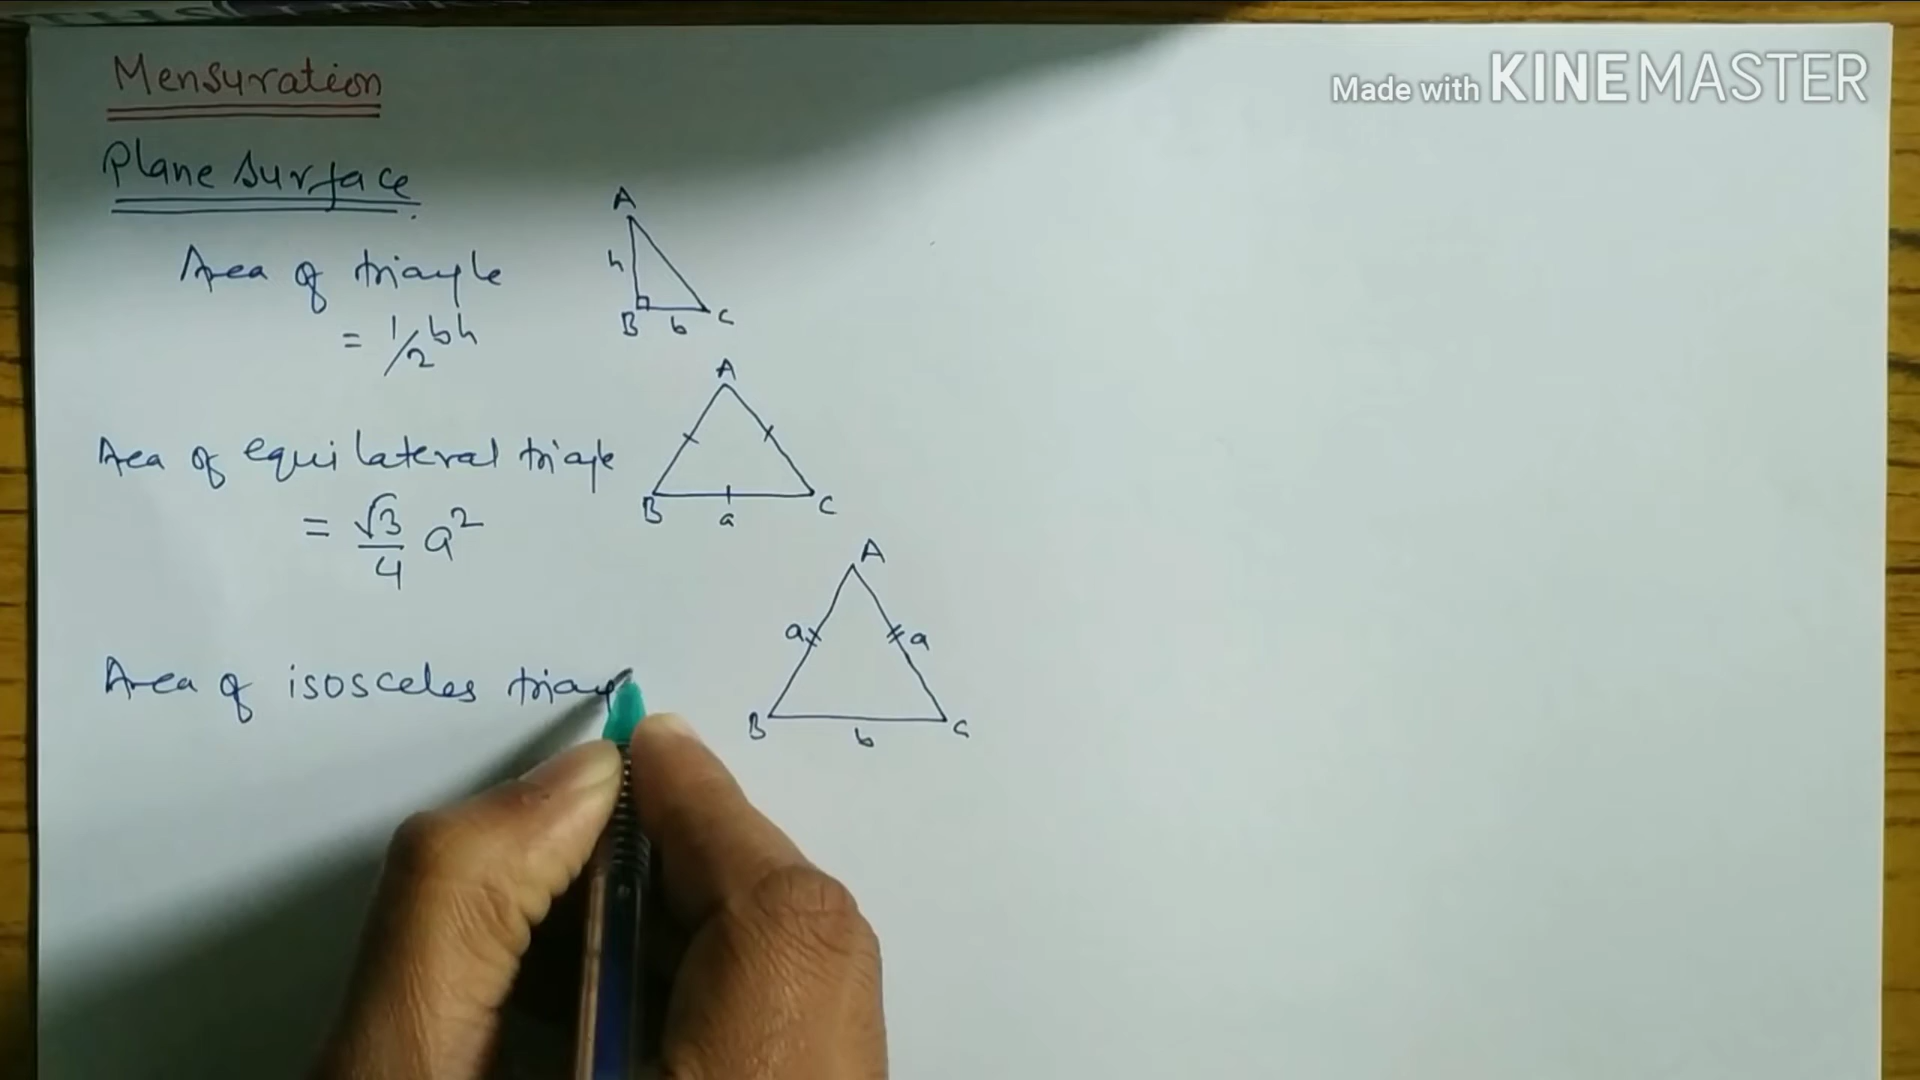 Made with KINEMASTER
Mensuration
Plane surface
Area of triangle
= 1/2 bh
A
h
B b C
Area of equilateral triangle
= √3/4 a²
A
B a C
Area of isosceles triang
A
a a
B b C